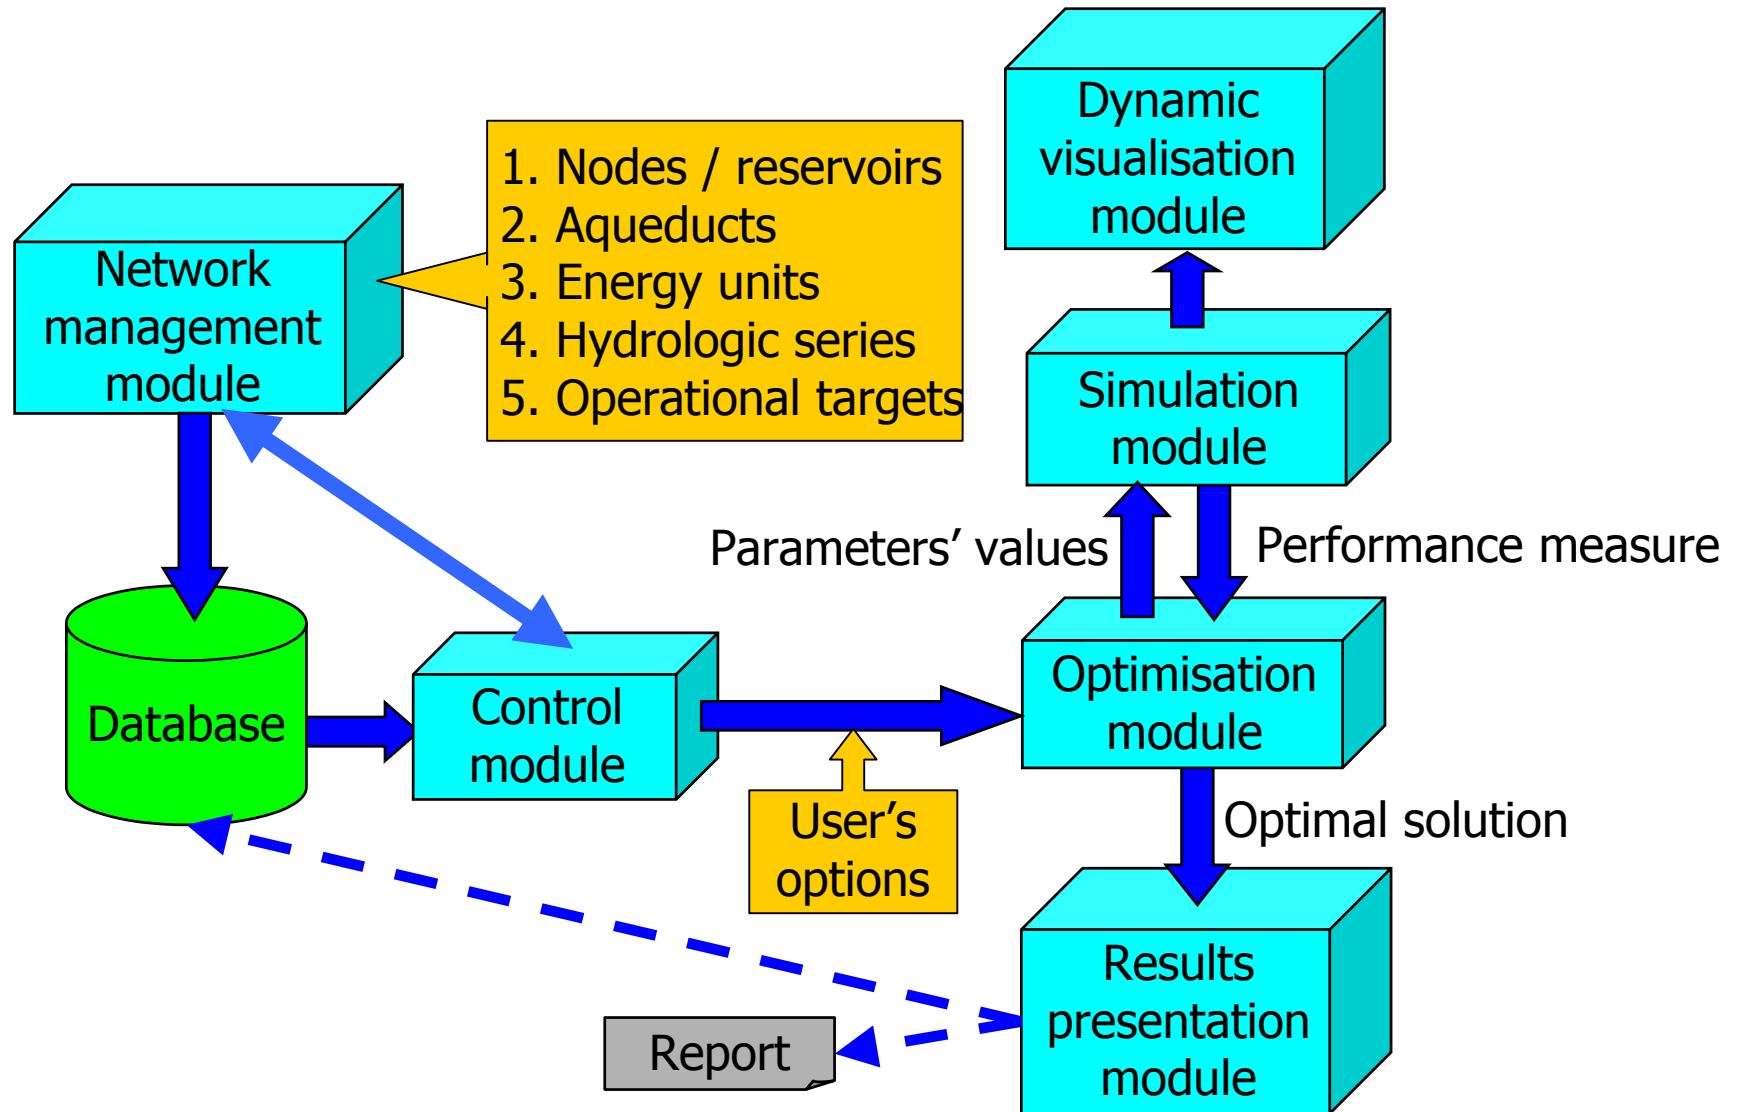 Dynamic
visualisation
module
1. Nodes / reservoirs
2. Aqueducts
3. Energy units
4. Hydrologic series
5. Operational targets
Network
management
module
Simulation
module
Parameters’ values
Performance measure
Database
Control
module
Optimisation
module
User’s
options
Optimal solution
Results
presentation
module
Report